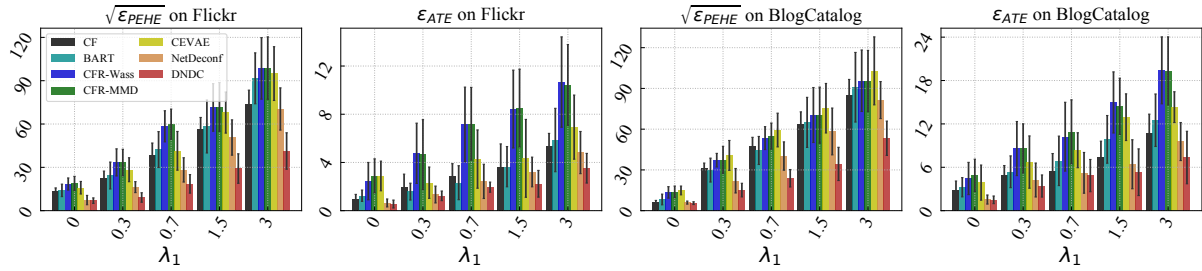 √ε_PEHE on Flickr
120
90
60
30
0
CF
BART
CFR-Wass
CFR-MMD
CEVAE
NetDeconf
DNDC
0
0.3
0.7
1.5
3
λ₁
ε_ATE on Flickr
12
8
4
0
0
0.3
0.7
1.5
3
λ₁
√ε_PEHE on BlogCatalog
120
90
60
30
0
0
0.3
0.7
1.5
3
λ₁
ε_ATE on BlogCatalog
24
18
12
6
0
0
0.3
0.7
1.5
3
λ₁